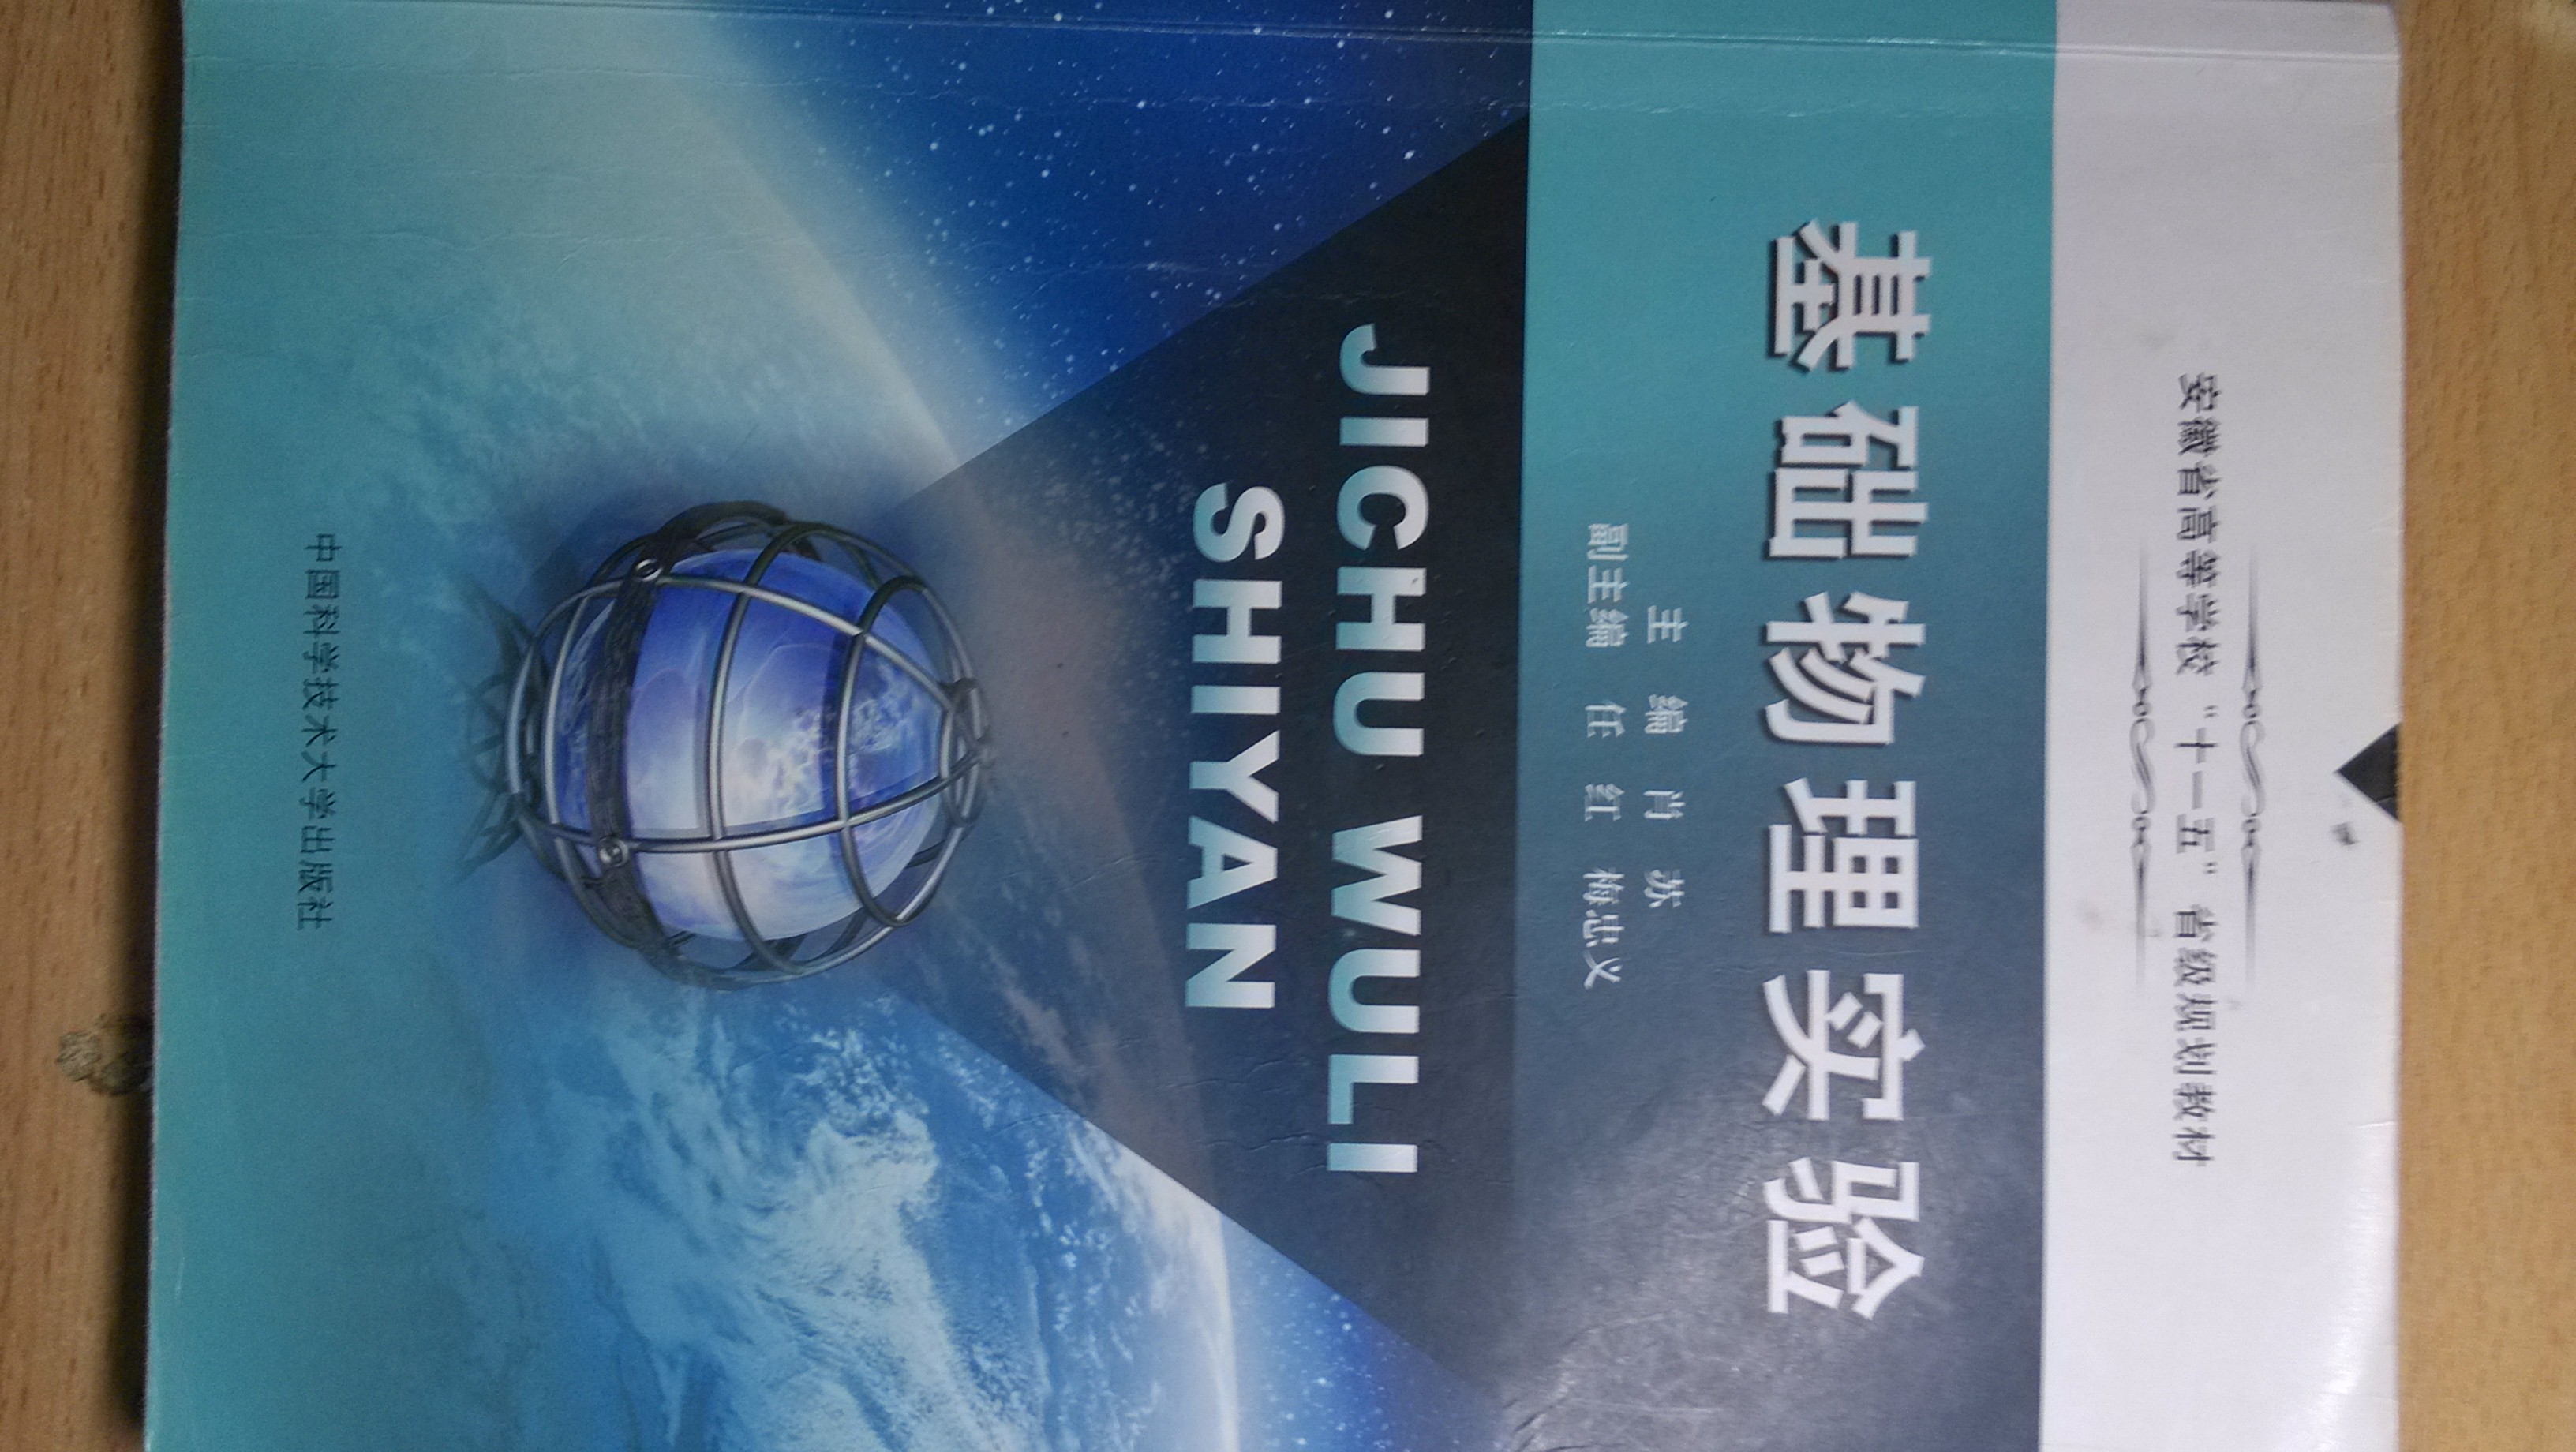 安徽省高等学校“十一五”省级规划教材
基础物理实验
主 编 肖 苏
副主编 任 红 梅忠义
JICHU WULI
SHIYAN
中国科学技术大学出版社